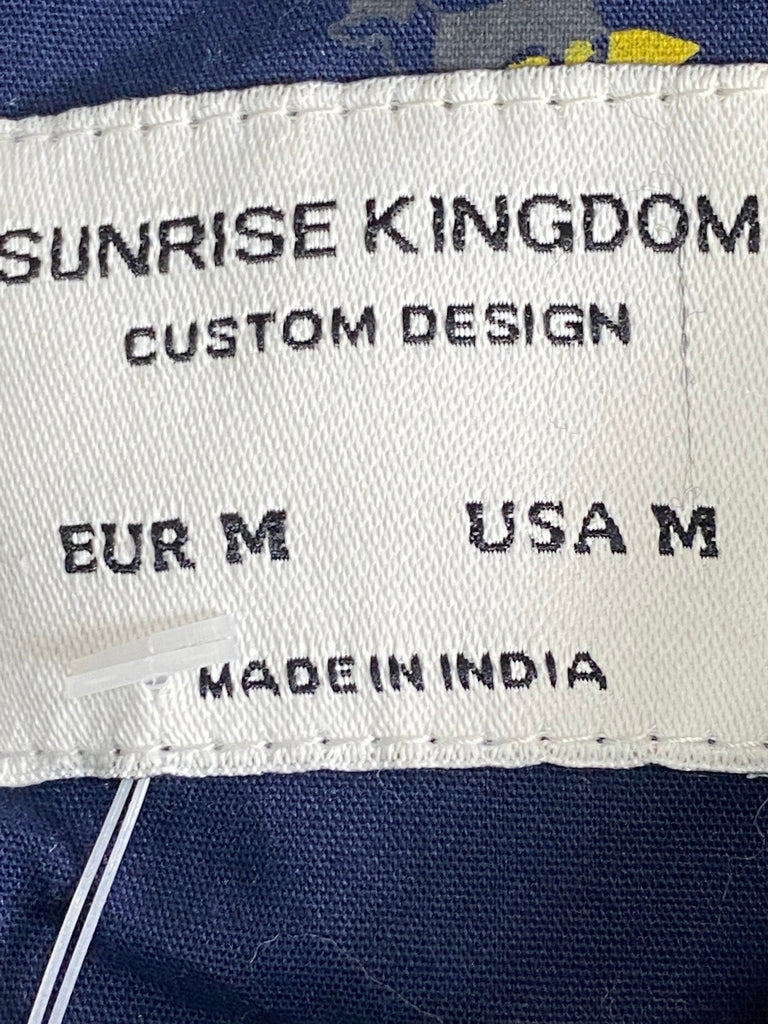 SUNRISE KINGDOM
CUSTOM DESIGN
EUR M USA M
MADE IN INDIA